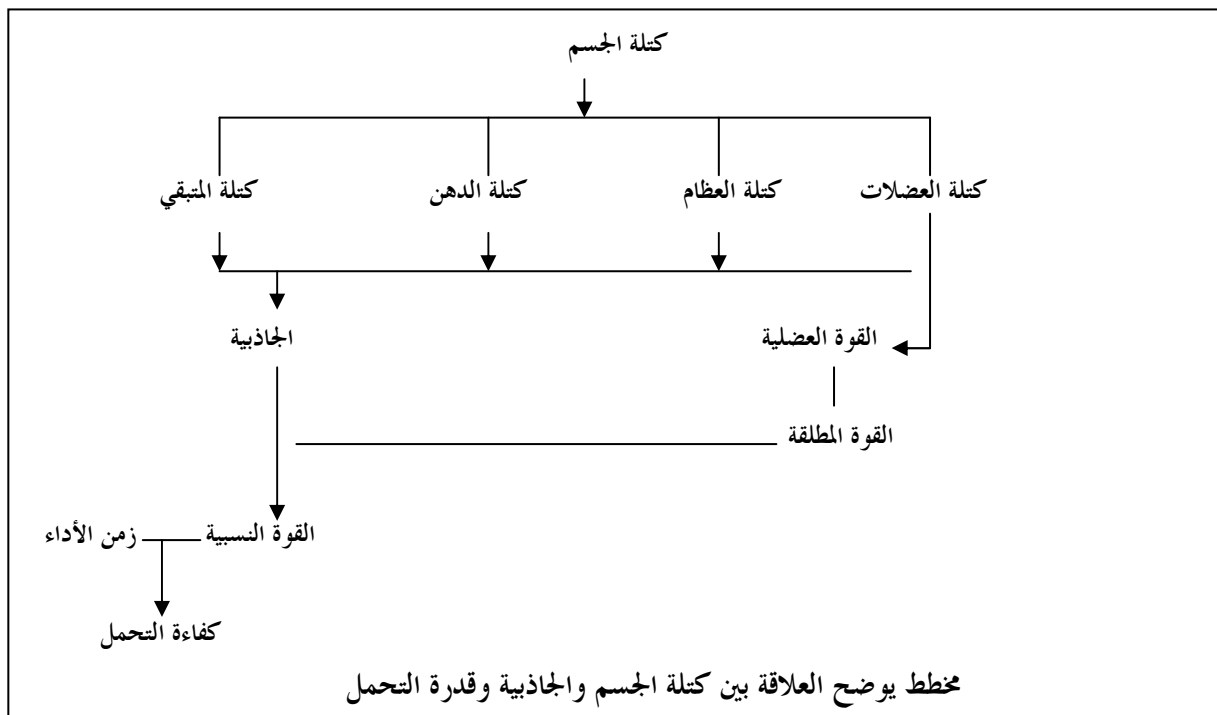 كتلة الجسم
كتلة العضلات كتلة العظام كتلة الدهن كتلة المتبقي
القوة العضلية الجاذبية
القوة المطلقة
القوة النسبية زمن الأداء
كفاءة التحمل
مخطط يوضح العلاقة بين كتلة الجسم والجاذبية وقدرة التحمل